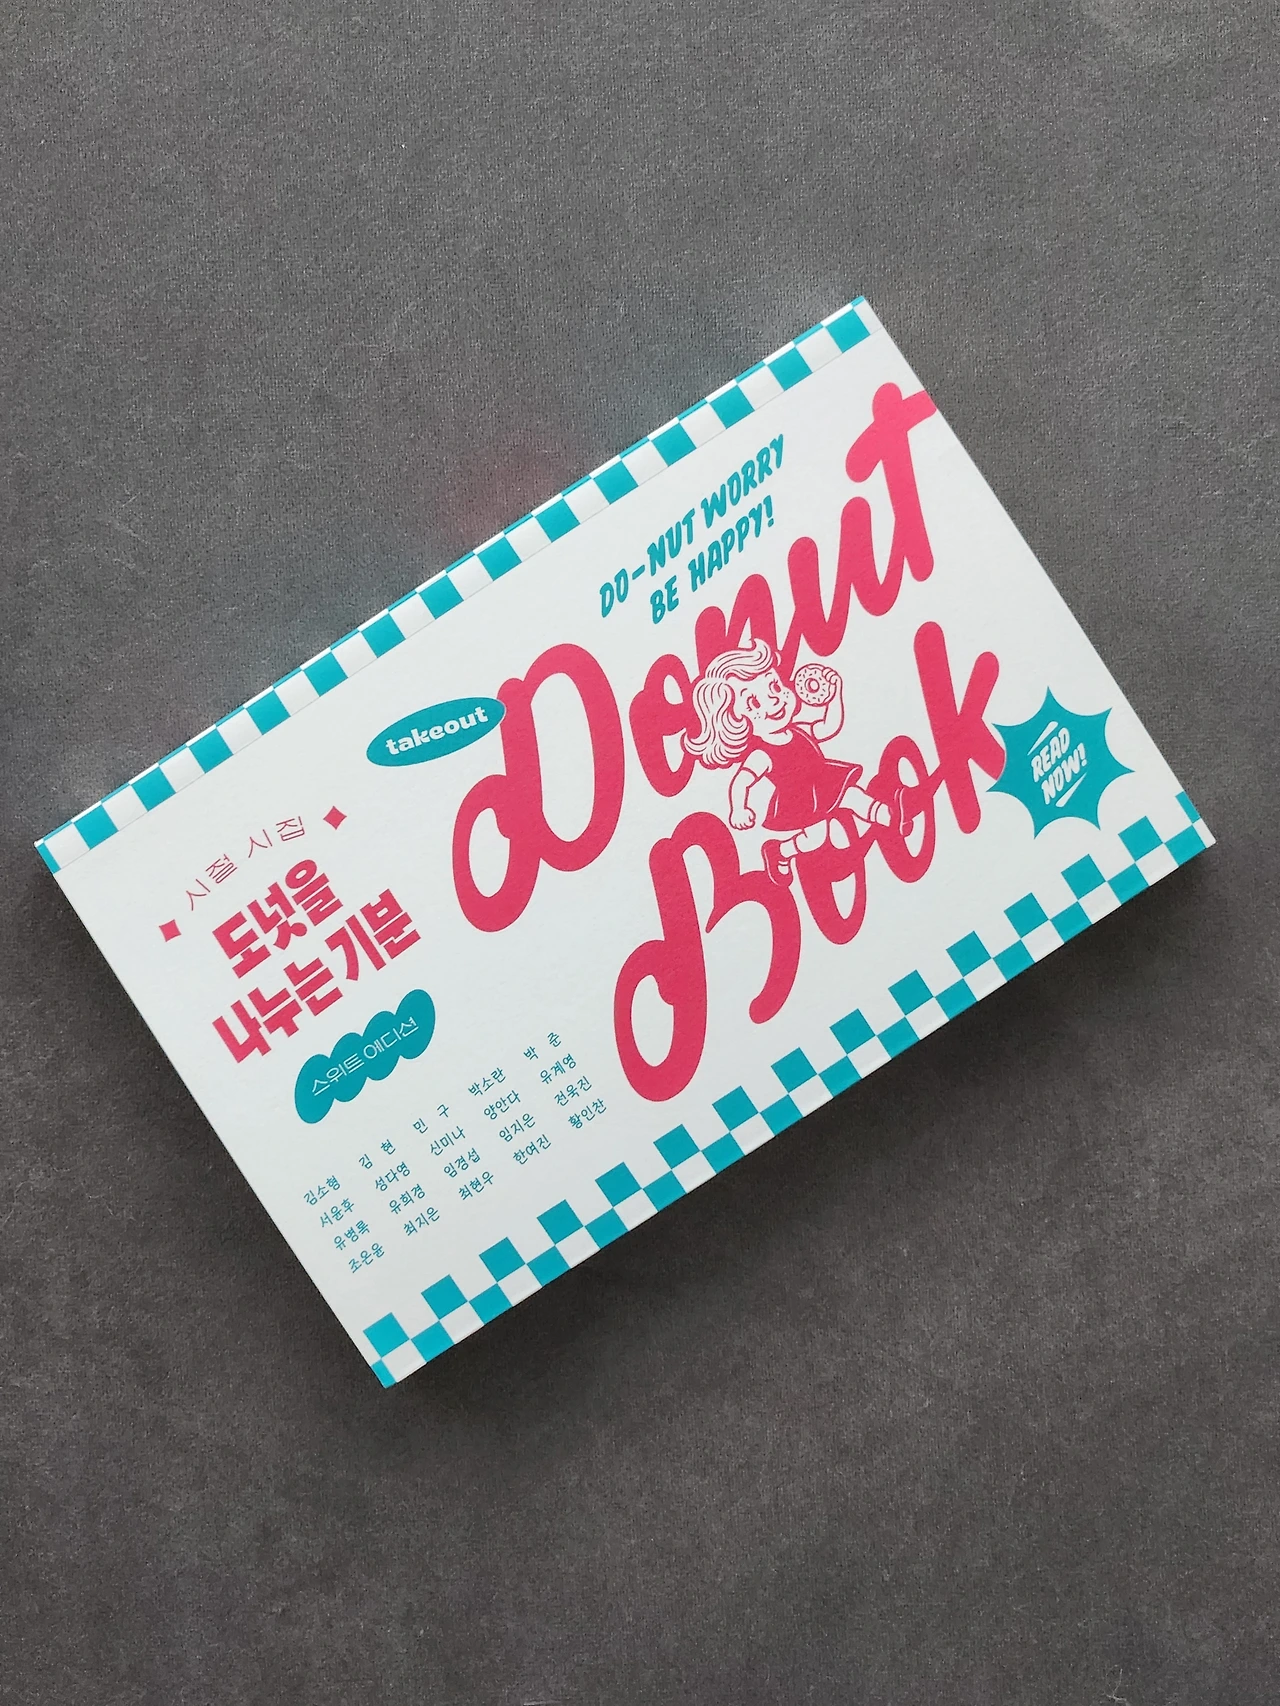 DO-NUT WORRY
BE HAPPY!
takeout
Donut
Book
READ
NOW!
시절 시집
도넛을
나누는 기분
스위트 에디션
김소형 김 현 민 구 박소란 박 준
서윤후 성다영 신미나 양안다 유계영
유병록 유희경 임경섭 임지은 전욱진
조온윤 최지은 최현우 한여진 황인찬